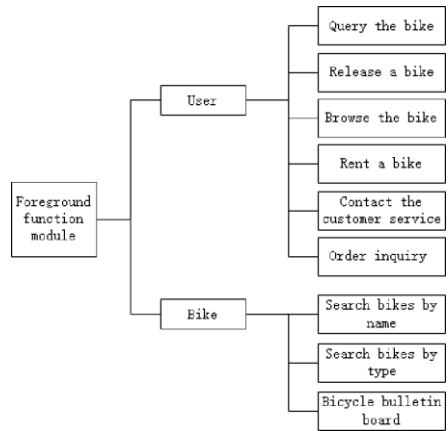 Foreground
function
module
User
Query the bike
Release a bike
Browse the bike
Rent a bike
Contact the
customer service
Order inquiry
Bike
Search bikes by
name
Search bikes by
type
Bicycle bulletin
board